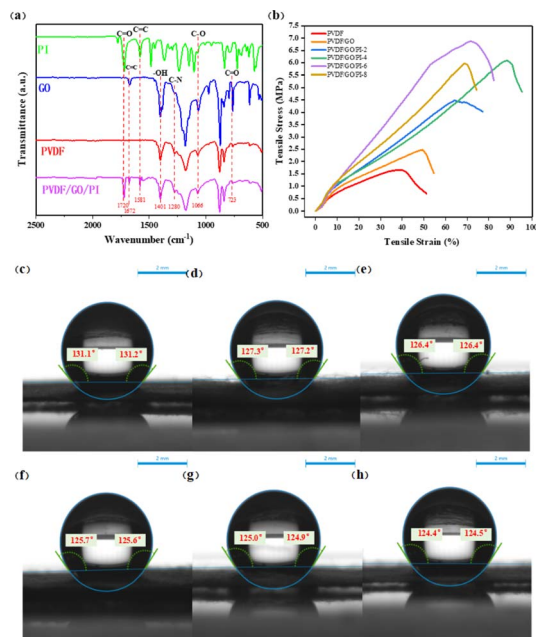 (a)
PI
C=O
C=C
C-O
GO
C=C
-OH
C-N
C=O
PVDF
PVDF/GO/PI
1720
1672
1581
1401
1280
1066
723
Transmittance (a.u.)
2500
2000
1500
1000
500
Wavenumber (cm⁻¹)
(b)
Tensile Stress (MPa)
7.5
7.0
6.5
6.0
5.5
5.0
4.5
4.0
3.5
3.0
2.5
2.0
1.5
1.0
0.5
0.0
PVDF
PVDF/GO
PVDF/GO/PI-2
PVDF/GO/PI-4
PVDF/GO/PI-6
PVDF/GO/PI-8
0 10 20 30 40 50 60 70 80 90 100
Tensile Strain (%)
(c)
2 mm
131.1° 131.2°
(d)
2 mm
127.3° 127.2°
(e)
2 mm
126.4° 126.4°
(f)
2 mm
125.7° 125.6°
(g)
2 mm
125.0° 124.9°
(h)
2 mm
124.4° 124.5°